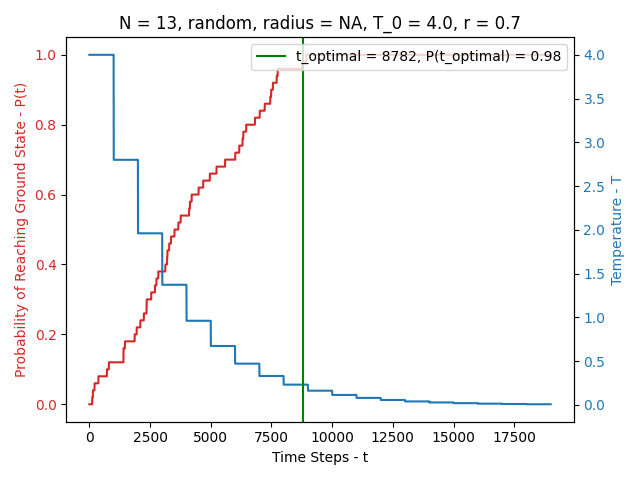 N = 13, random, radius = NA, T_0 = 4.0, r = 0.7
t_optimal = 8782, P(t_optimal) = 0.98
Probability of Reaching Ground State - P(t)
1.0
0.8
0.6
0.4
0.2
0.0
4.0
3.5
3.0
2.5
2.0
1.5
1.0
0.5
0.0
Temperature - T
0 2500 5000 7500 10000 12500 15000 17500
Time Steps - t